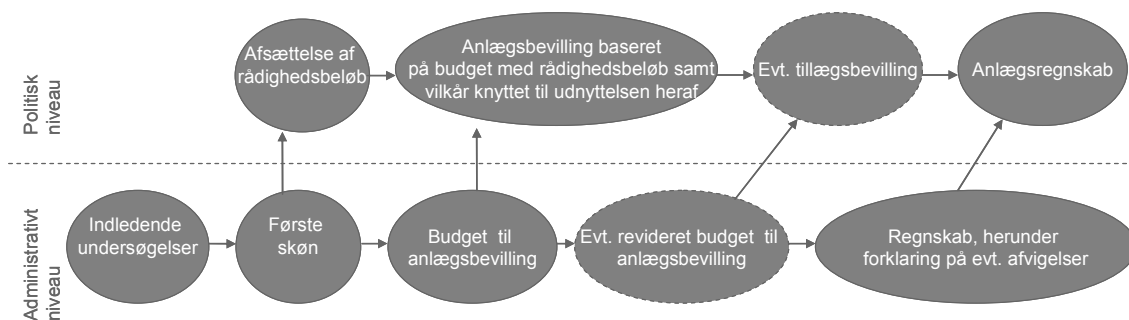 Politisk
niveau
Afsættelse af
rådighedsbeløb
Anlægsbevilling baseret
på budget med rådighedsbeløb samt
vilkår knyttet til udnyttelsen heraf
Evt. tillægsbevilling
Anlægsregnskab
Administrativt
niveau
Indledende
undersøgelser
Første
skøn
Budget til
anlægsbevilling
Evt. revideret budget til
anlægsbevilling
Regnskab, herunder
forklaring på evt. afvigelser